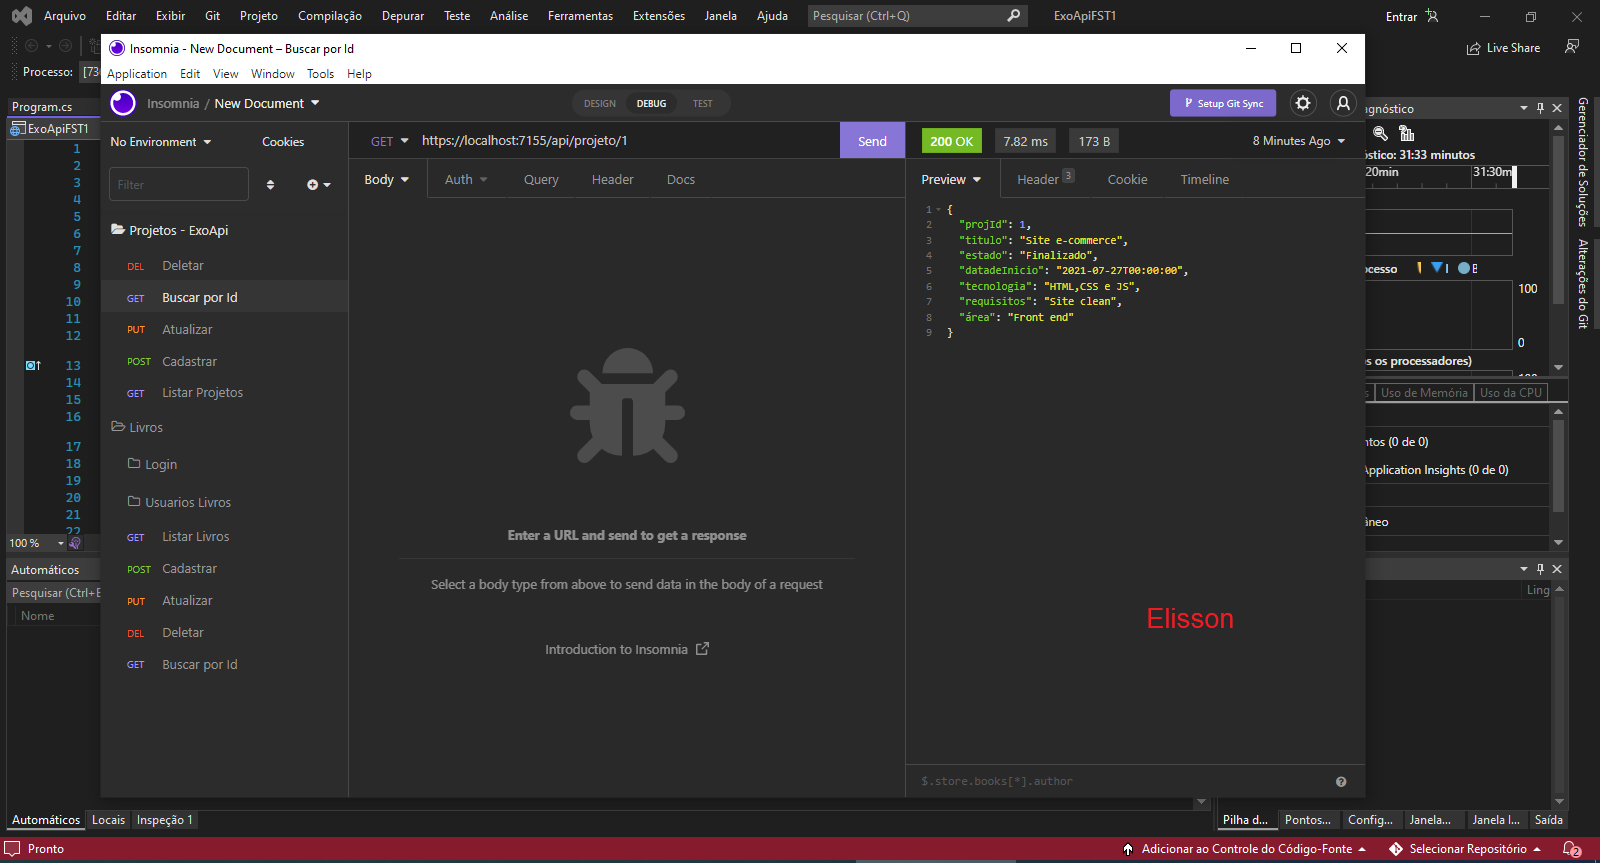 Arquivo Editar Exibir Git Projeto Compilação Depurar Teste Análise Ferramentas Extensões Janela Ajuda Pesquisar (Ctrl+Q) ExoApiFST1 Entrar
Live Share
Processo: [73
Program.cs
ExoApiFST1
1
2
3
4
5
6
7
8
9
10
11
12
13
14
15
16
17
18
19
20
21
22
100 %
Automáticos
Pesquisar (Ctrl+E
Nome
Insomnia - New Document – Buscar por Id
Application Edit View Window Tools Help
Insomnia / New Document
DESIGN DEBUG TEST
Setup Git Sync
No Environment Cookies
Filter
Projetos - ExoApi
DEL Deletar
GET Buscar por Id
PUT Atualizar
POST Cadastrar
GET Listar Projetos
Livros
Login
Usuarios Livros
GET Listar Livros
POST Cadastrar
PUT Atualizar
DEL Deletar
GET Buscar por Id
GET https://localhost:7155/api/projeto/1 Send
Body Auth Query Header Docs
Enter a URL and send to get a response
Select a body type from above to send data in the body of a request
Introduction to Insomnia
200 OK 7.82 ms 173 B 8 Minutes Ago
Preview Header 3 Cookie Timeline
1 {
2 "projId": 1,
3 "titulo": "Site e-commerce",
4 "estado": "Finalizado",
5 "datadeInicio": "2021-07-27T00:00:00",
6 "tecnologia": "HTML,CSS e JS",
7 "requisitos": "Site clean",
8 "área": "Front end"
9 }
Elisson
$.store.books[*].author
agnóstico
óstico: 31:33 minutos
20min 31:30m
ocesso I B
100
0
os os processadores)
s Uso de Memória Uso da CPU
ntos (0 de 0)
Application Insights (0 de 0)
âneo
Ling
Gerenciador de Soluções
Alterações do Git
Automáticos Locais Inspeção 1
Pilha d... Pontos... Config... Janela... Janela I... Saída
Pronto
Adicionar ao Controle do Código-Fonte Selecionar Repositório 2